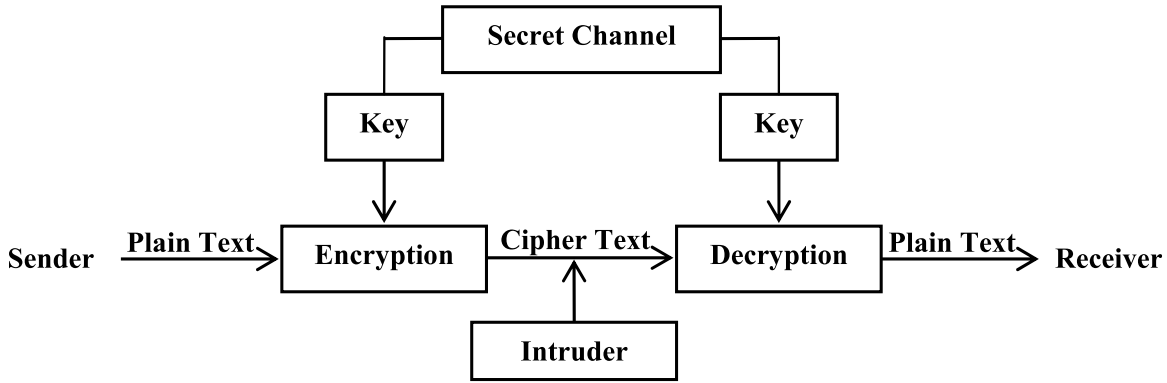 Secret Channel
Key
Key
Sender
Plain Text
Encryption
Cipher Text
Decryption
Plain Text
Receiver
Intruder